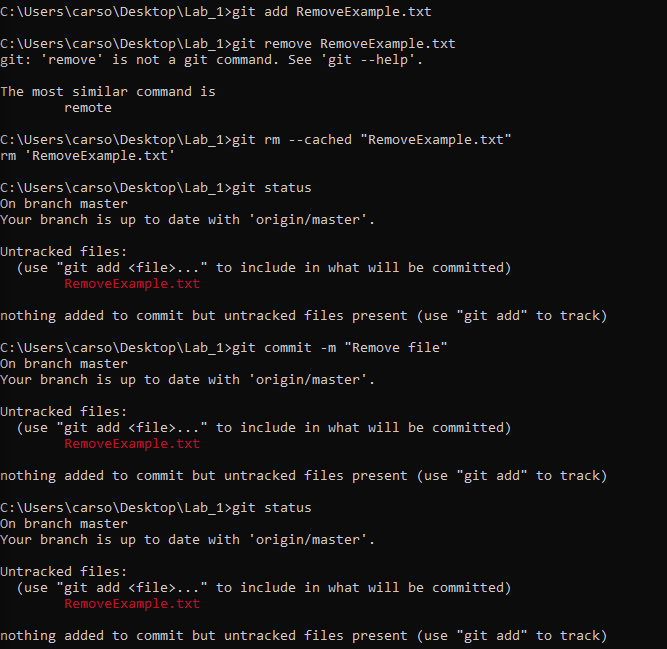 C:\Users\carso\Desktop\Lab_1>git add RemoveExample.txt
C:\Users\carso\Desktop\Lab_1>git remove RemoveExample.txt
git: 'remove' is not a git command. See 'git --help'.
The most similar command is
remote
C:\Users\carso\Desktop\Lab_1>git rm --cached "RemoveExample.txt"
rm 'RemoveExample.txt'
C:\Users\carso\Desktop\Lab_1>git status
On branch master
Your branch is up to date with 'origin/master'.
Untracked files:
(use "git add <file>..." to include in what will be committed)
RemoveExample.txt
nothing added to commit but untracked files present (use "git add" to track)
C:\Users\carso\Desktop\Lab_1>git commit -m "Remove file"
On branch master
Your branch is up to date with 'origin/master'.
Untracked files:
(use "git add <file>..." to include in what will be committed)
RemoveExample.txt
nothing added to commit but untracked files present (use "git add" to track)
C:\Users\carso\Desktop\Lab_1>git status
On branch master
Your branch is up to date with 'origin/master'.
Untracked files:
(use "git add <file>..." to include in what will be committed)
RemoveExample.txt
nothing added to commit but untracked files present (use "git add" to track)